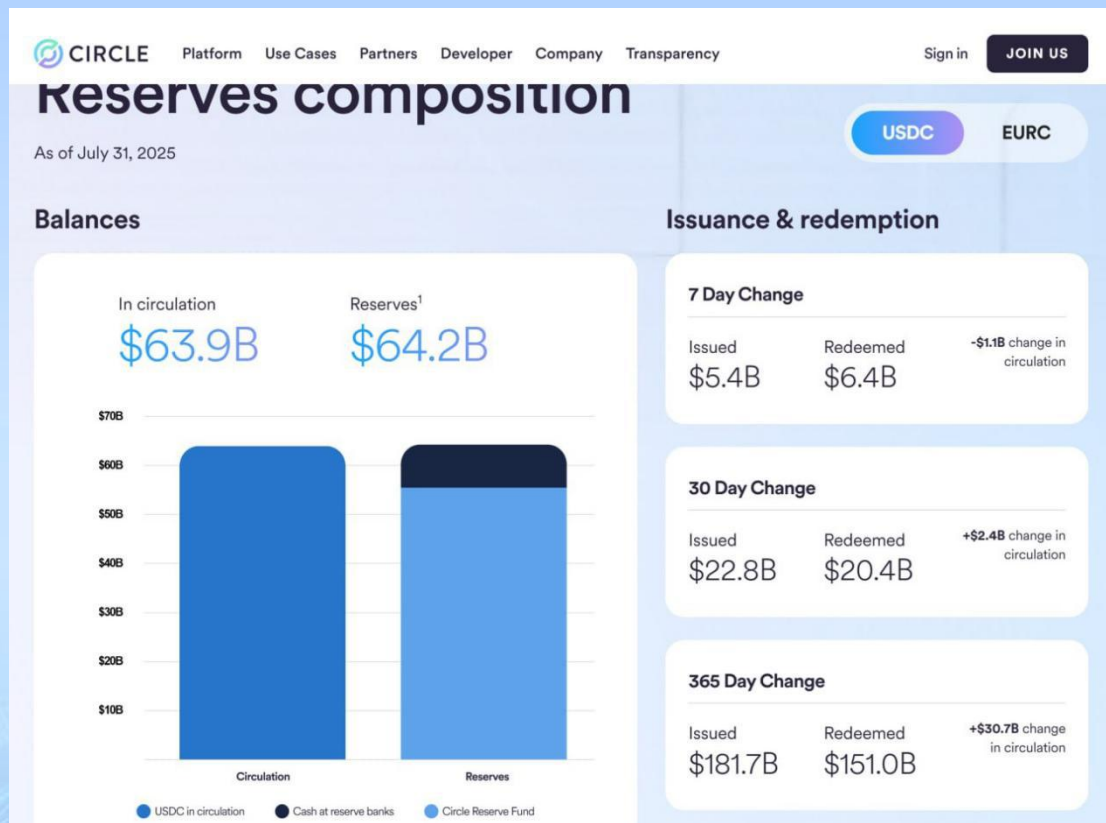 CIRCLE Platform Use Cases Partners Developer Company Transparency Sign in JOIN US
Reserves composition
As of July 31, 2025
USDC EURC
Balances
In circulation Reserves1
$63.9B $64.2B
$70B
$60B
$50B
$40B
$30B
$20B
$10B
Circulation Reserves
USDC in circulation Cash at reserve banks Circle Reserve Fund
Issuance & redemption
7 Day Change
Issued Redeemed -$1.1B change in
$5.4B $6.4B circulation
30 Day Change
Issued Redeemed +$2.4B change in
$22.8B $20.4B circulation
365 Day Change
Issued Redeemed +$30.7B change
$181.7B $151.0B in circulation